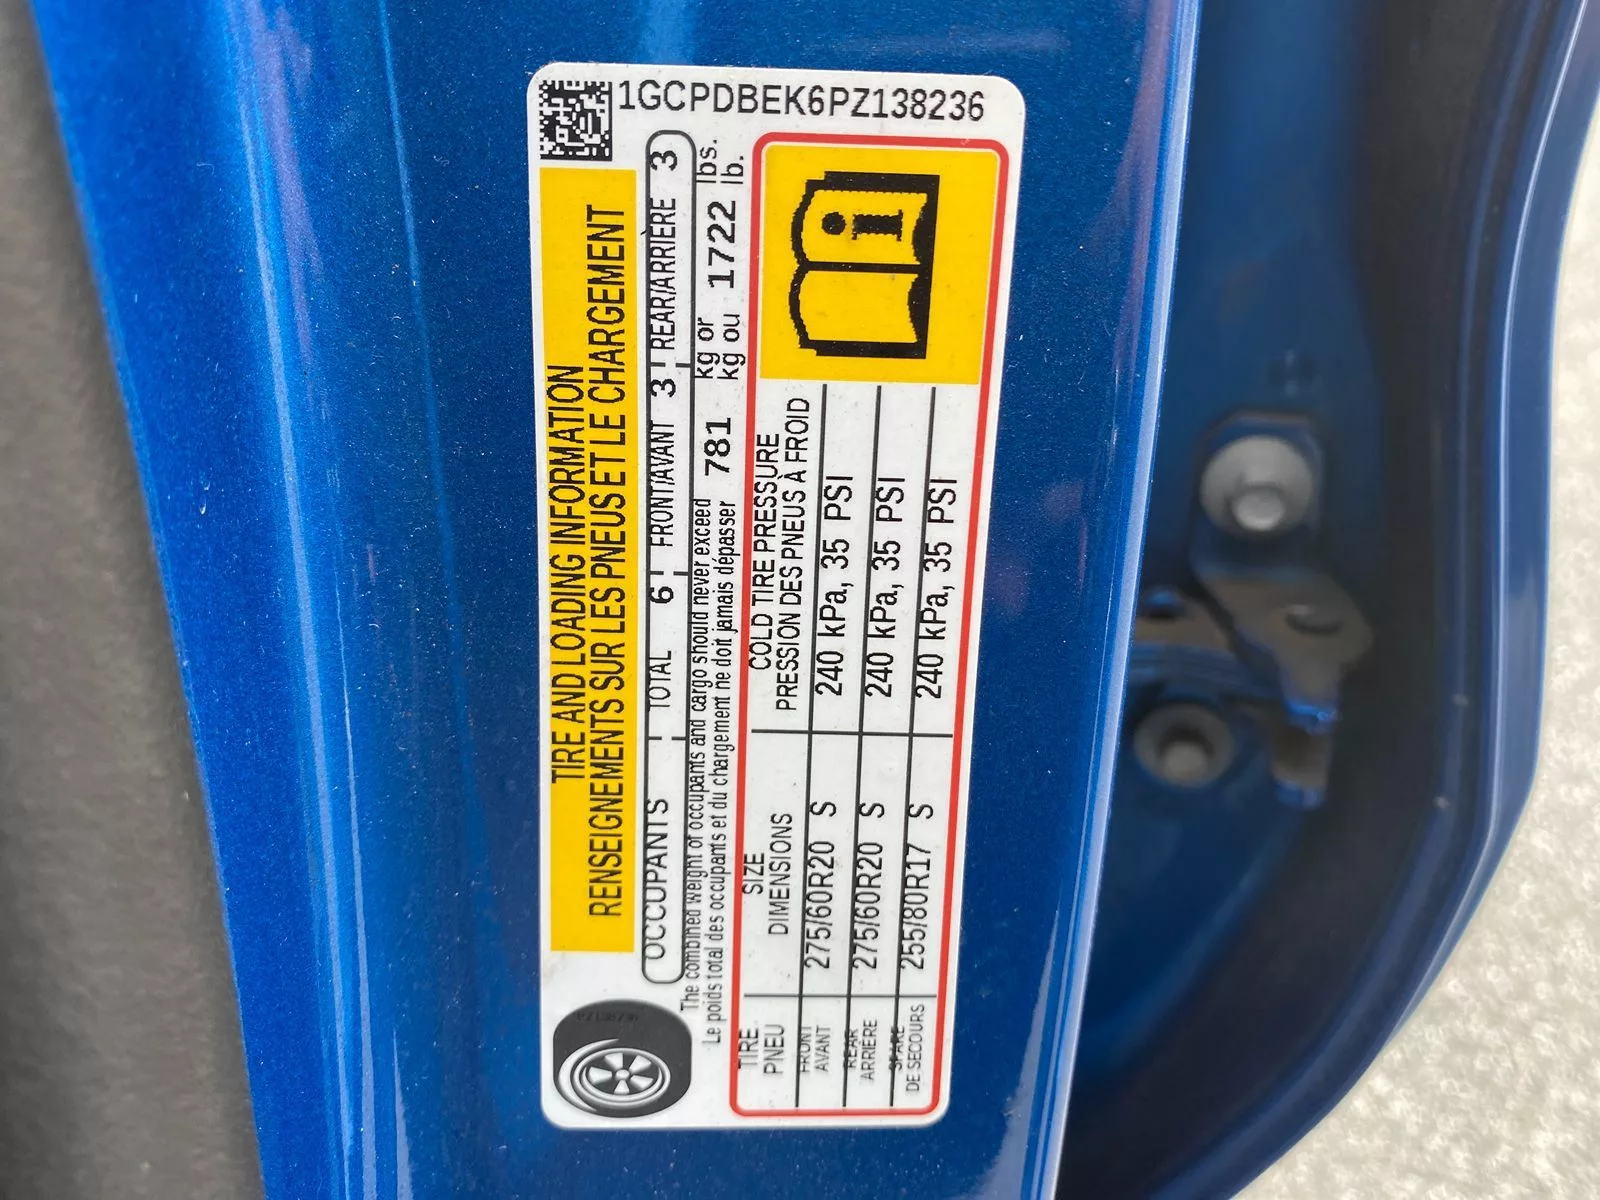 1GCPDBEK6PZ138236
TIRE AND LOADING INFORMATION
RENSEIGNEMENTS SUR LES PNEUS ET LE CHARGEMENT
OCCUPANTS TOTAL 6 FRONT/AVANT 3 REAR/ARRIÈRE 3
The combined weight of occupants and cargo should never exceed 781 kg or 1722 lbs.
Le poids total des occupants et du chargement ne doit jamais dépasser kg ou lb.
TIRE SIZE COLD TIRE PRESSURE
PNEU DIMENSIONS PRESSION DES PNEUS À FROID
FRONT 275/60R20 S 240 kPa, 35 PSI
AVANT
REAR 275/60R20 S 240 kPa, 35 PSI
ARRIÈRE
SPARE 255/80R17 S 240 kPa, 35 PSI
DE SECOURS
i